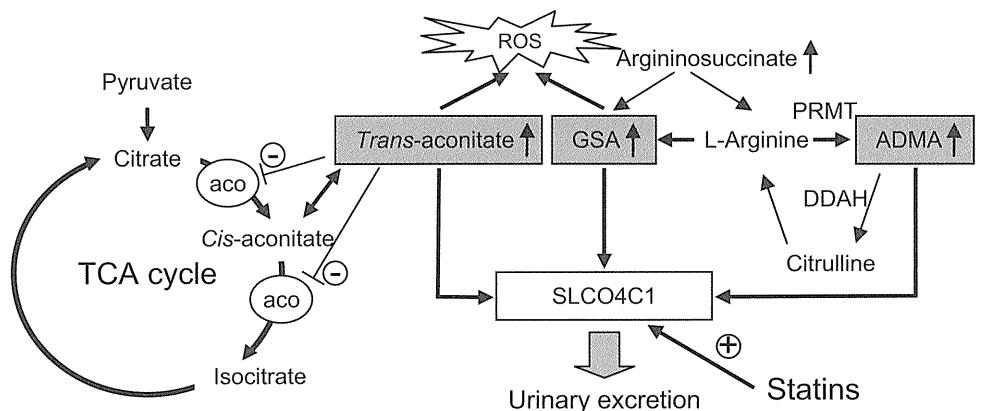 ROS
Argininosuccinate
Pyruvate
PRMT
Trans-aconitate
GSA
L-Arginine
ADMA
Citrate
-
aco
DDAH
Cis-aconitate
Citrulline
TCA cycle
-
aco
SLCO4C1
+
Isocitrate
Statins
Urinary excretion